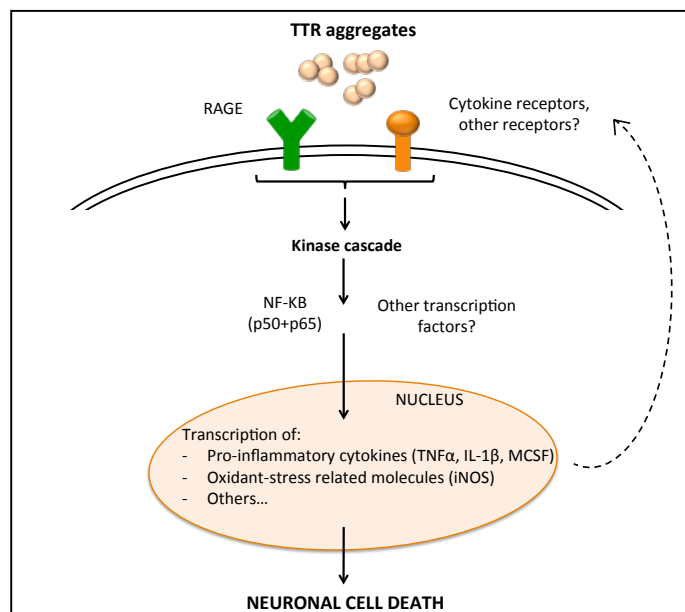 TTR aggregates
RAGE
Cytokine receptors,
other receptors?
Kinase cascade
NF-KB
(p50+p65)
Other transcription
factors?
NUCLEUS
Transcription of:
- Pro-inflammatory cytokines (TNFα, IL-1β, MCSF)
- Oxidant-stress related molecules (iNOS)
- Others…
NEURONAL CELL DEATH